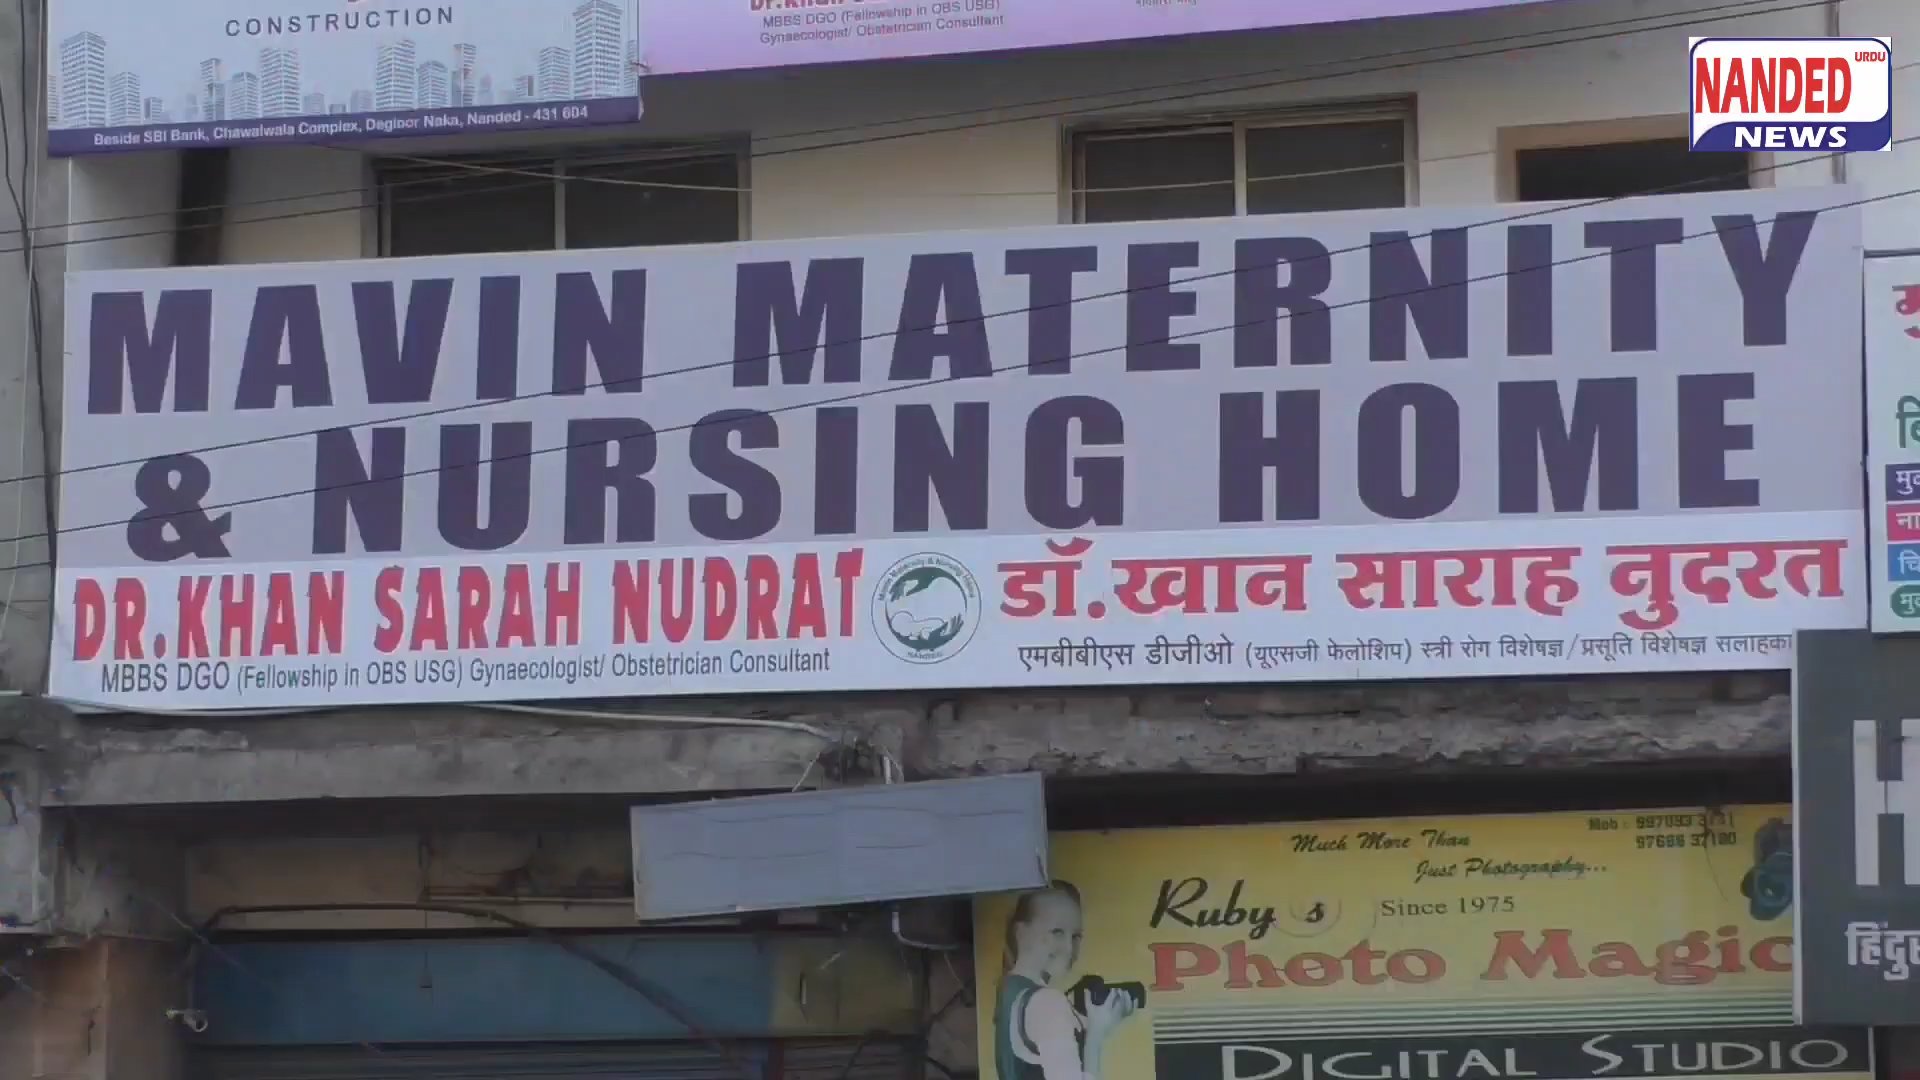 CONSTRUCTION
Beside SBI Bank, Chawalwala Complex, Degloor Naka, Nanded - 431 604
MBBS DGO (Fellowship in OBS USG)
Gynaecologist/ Obstetrician Consultant
NANDED URDU
NEWS
MAVIN MATERNITY
& NURSING HOME
DR.KHAN SARAH NUDRAT
MBBS DGO (Fellowship in OBS USG) Gynaecologist/ Obstetrician Consultant
डॉ.खान साराह नुदरत
एमबीबीएस डीजीओ (यूएसजी फेलोशिप) स्त्री रोग विशेषज्ञ/प्रसूति विशेषज्ञ
Much More Than
Just Photography...
Ruby's
Since 1975
Photo Magic
DIGITAL STUDIO